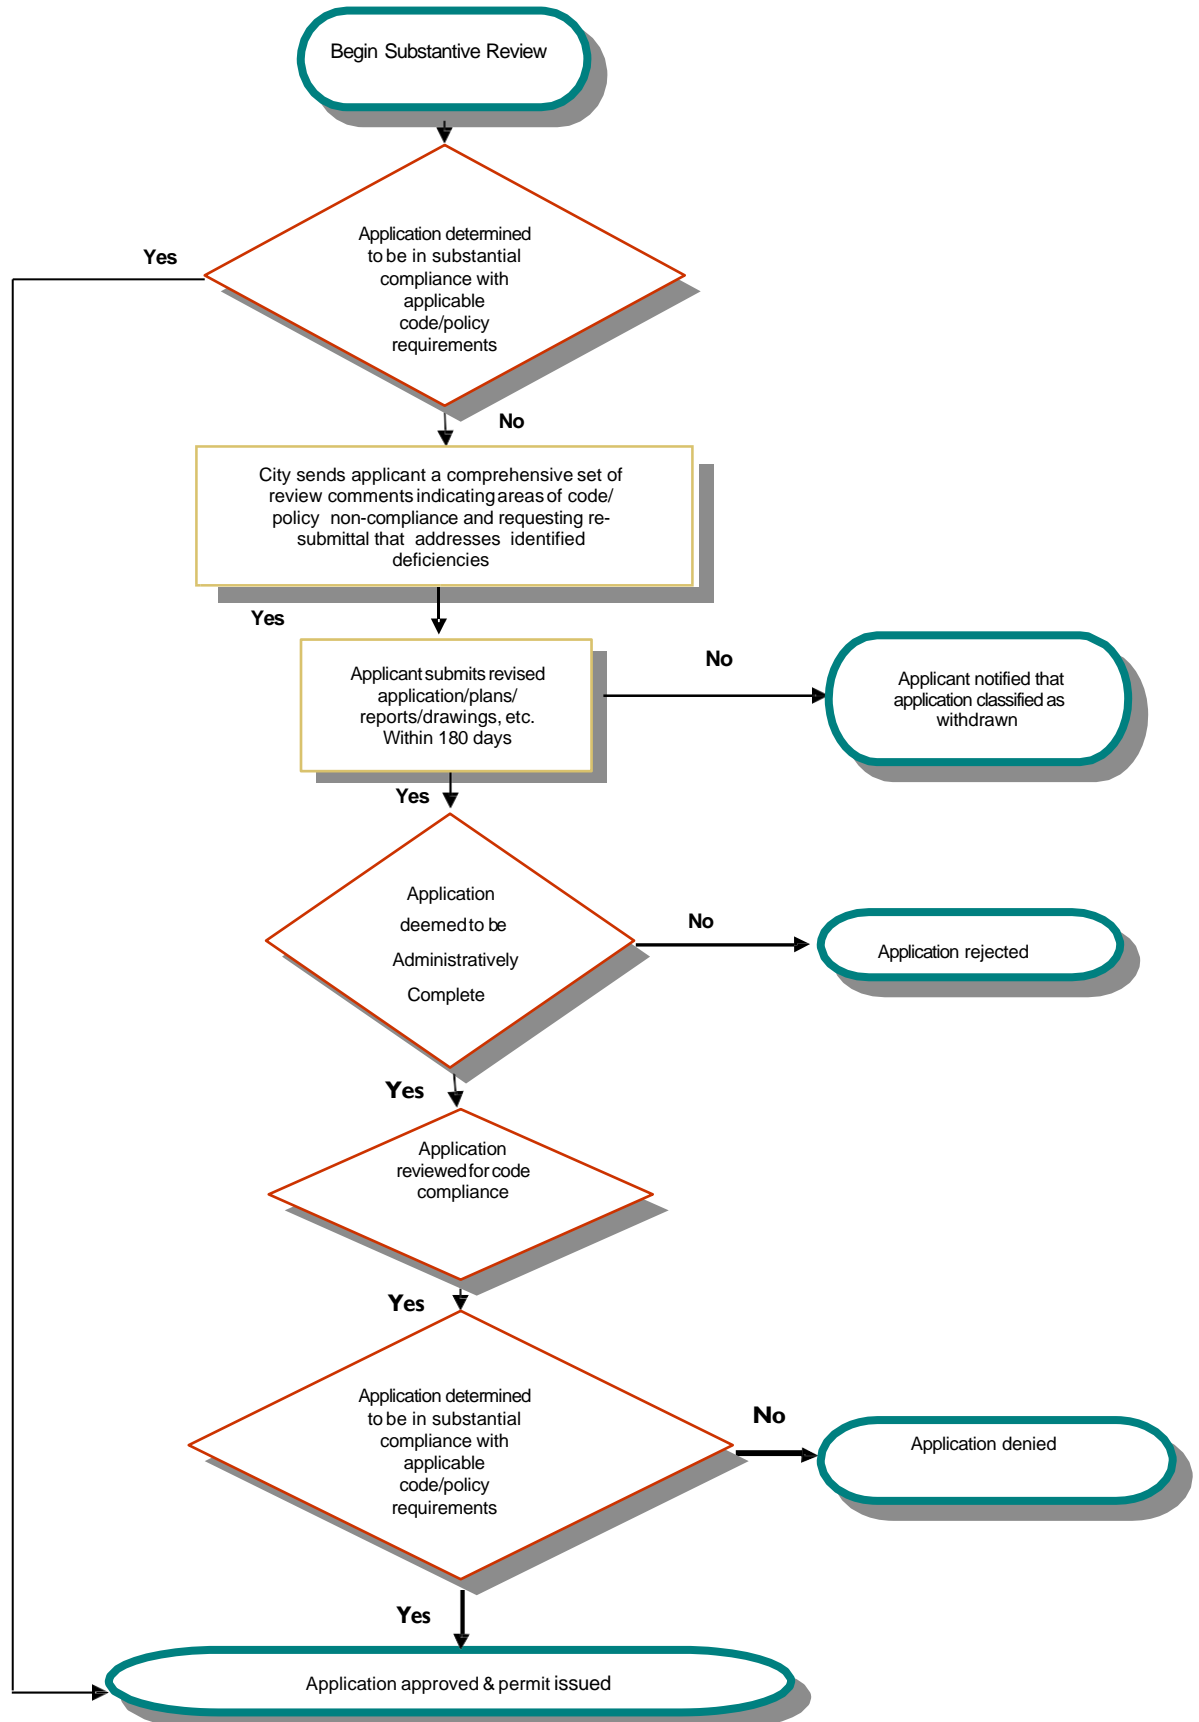 Begin Substantive Review
Application determined
to be in substantial
compliance with
applicable
code/policy
requirements
Yes
No
City sends applicant a comprehensive set of
review comments indicating areas of code/
policy non-compliance and requesting re-
submittal that addresses identified
deficiencies
Yes
Applicant submits revised
application/plans/
reports/drawings, etc.
Within 180 days
No
Applicant notified that
application classified as
withdrawn
Yes
Application
deemed to be
Administratively
Complete
No
Application rejected
Yes
Application
reviewed for code
compliance
Yes
Application determined
to be in substantial
compliance with
applicable
code/policy
requirements
No
Application denied
Yes
Application approved & permit issued